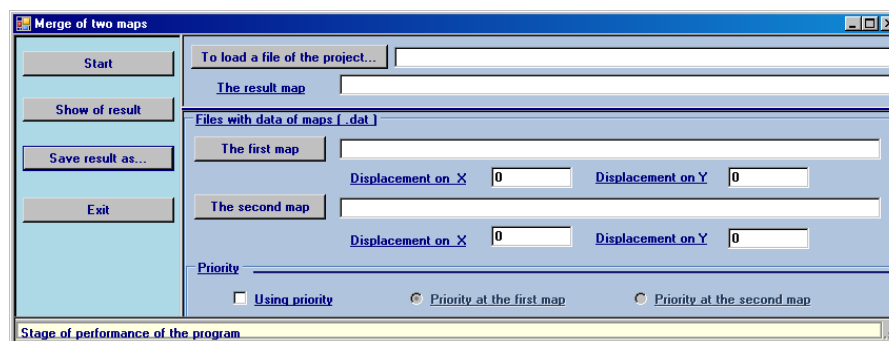 Merge of two maps
Start
To load a file of the project...
The result map
Show of result
Files with data of maps [ .dat ]
Save result as...
The first map
Displacement on X 0 Displacement on Y 0
Exit
The second map
Displacement on X 0 Displacement on Y 0
Priority
Using priority Priority at the first map Priority at the second map
Stage of performance of the program